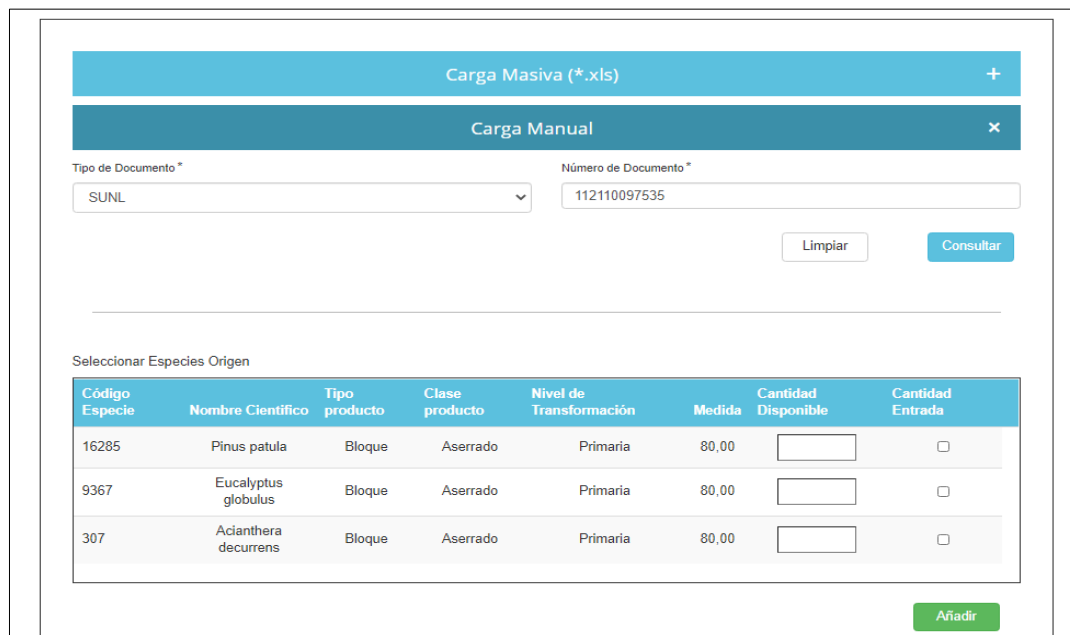 Carga Masiva (*.xls) +
Carga Manual ×
Tipo de Documento * Número de Documento *
SUNL 112110097535
Limpiar Consultar
Seleccionar Especies Origen
Código Especie Nombre Científico Tipo producto Clase producto Nivel de Transformación Medida Cantidad Disponible Cantidad Entrada
16285 Pinus patula Bloque Aserrado Primaria 80,00
9367 Eucalyptus globulus Bloque Aserrado Primaria 80,00
307 Acianthera decurrens Bloque Aserrado Primaria 80,00
Añadir